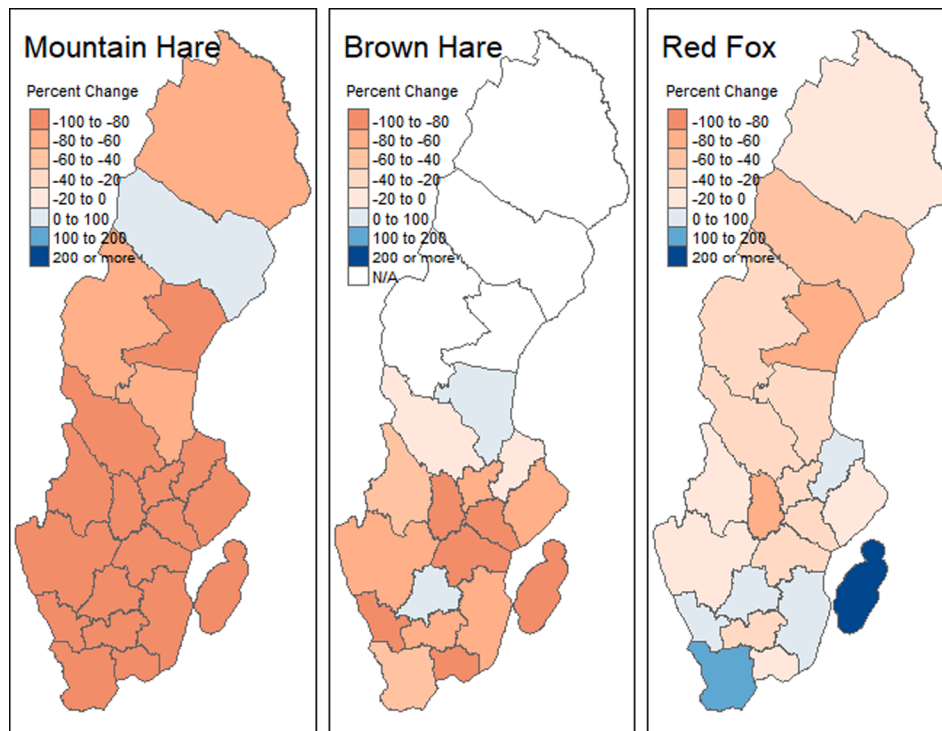 Mountain Hare
Percent Change
-100 to -80
-80 to -60
-60 to -40
-40 to -20
-20 to 0
0 to 100
100 to 200
200 or more
Brown Hare
Percent Change
-100 to -80
-80 to -60
-60 to -40
-40 to -20
-20 to 0
0 to 100
100 to 200
200 or more
N/A
Red Fox
Percent Change
-100 to -80
-80 to -60
-60 to -40
-40 to -20
-20 to 0
0 to 100
100 to 200
200 or more